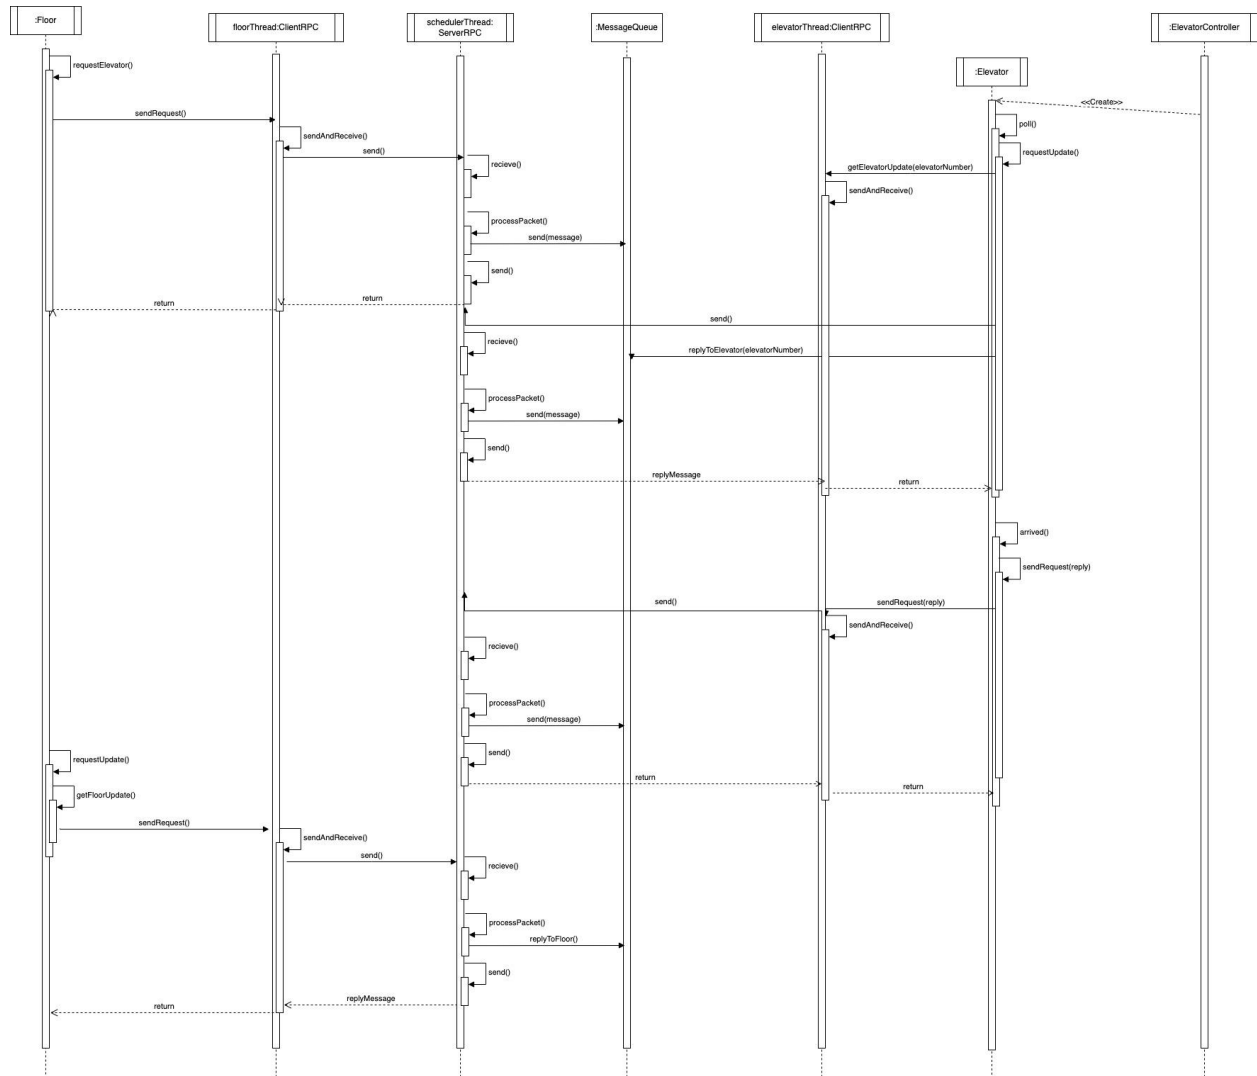 :Floor
floorThread:ClientRPC
schedulerThread:
ServerRPC
:MessageQueue
elevatorThread:ClientRPC
:ElevatorController
requestElevator()
:Elevator
<<Create>>
sendRequest()
poll()
sendAndReceive()
send()
requestUpdate()
recieve()
getElevatorUpdate(elevatorNumber)
sendAndReceive()
processPacket()
send(message)
send()
return
return
send()
recieve()
replyToElevator(elevatorNumber)
processPacket()
send(message)
send()
replyMessage
return
arrived()
sendRequest(reply)
send()
sendRequest(reply)
sendAndReceive()
recieve()
processPacket()
send(message)
send()
requestUpdate()
return
return
getFloorUpdate()
sendRequest()
sendAndReceive()
send()
recieve()
processPacket()
replyToFloor()
send()
replyMessage
return